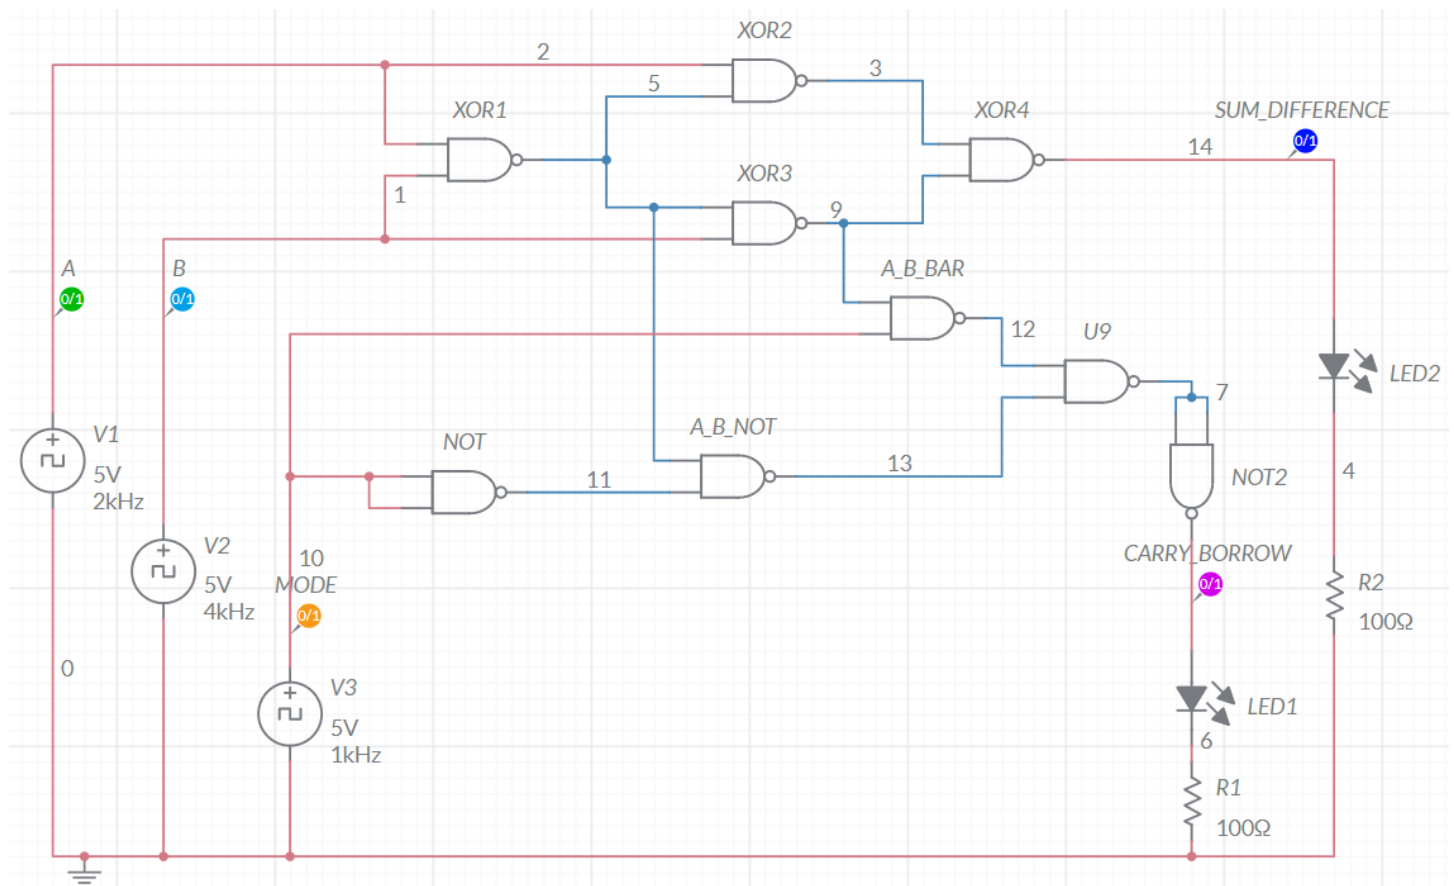 XOR2
2
3
5
XOR1
XOR4
SUM_DIFFERENCE
0/1
14
XOR3
1
9
A
B
A_B_BAR
0/1
0/1
12
U9
LED2
7
V1
5V
2kHz
NOT
A_B_NOT
13
11
NOT2
4
V2
5V
4kHz
10
MODE
0/1
CARRY_BORROW
0/1
R2
100Ω
0
V3
5V
1kHz
LED1
6
R1
100Ω